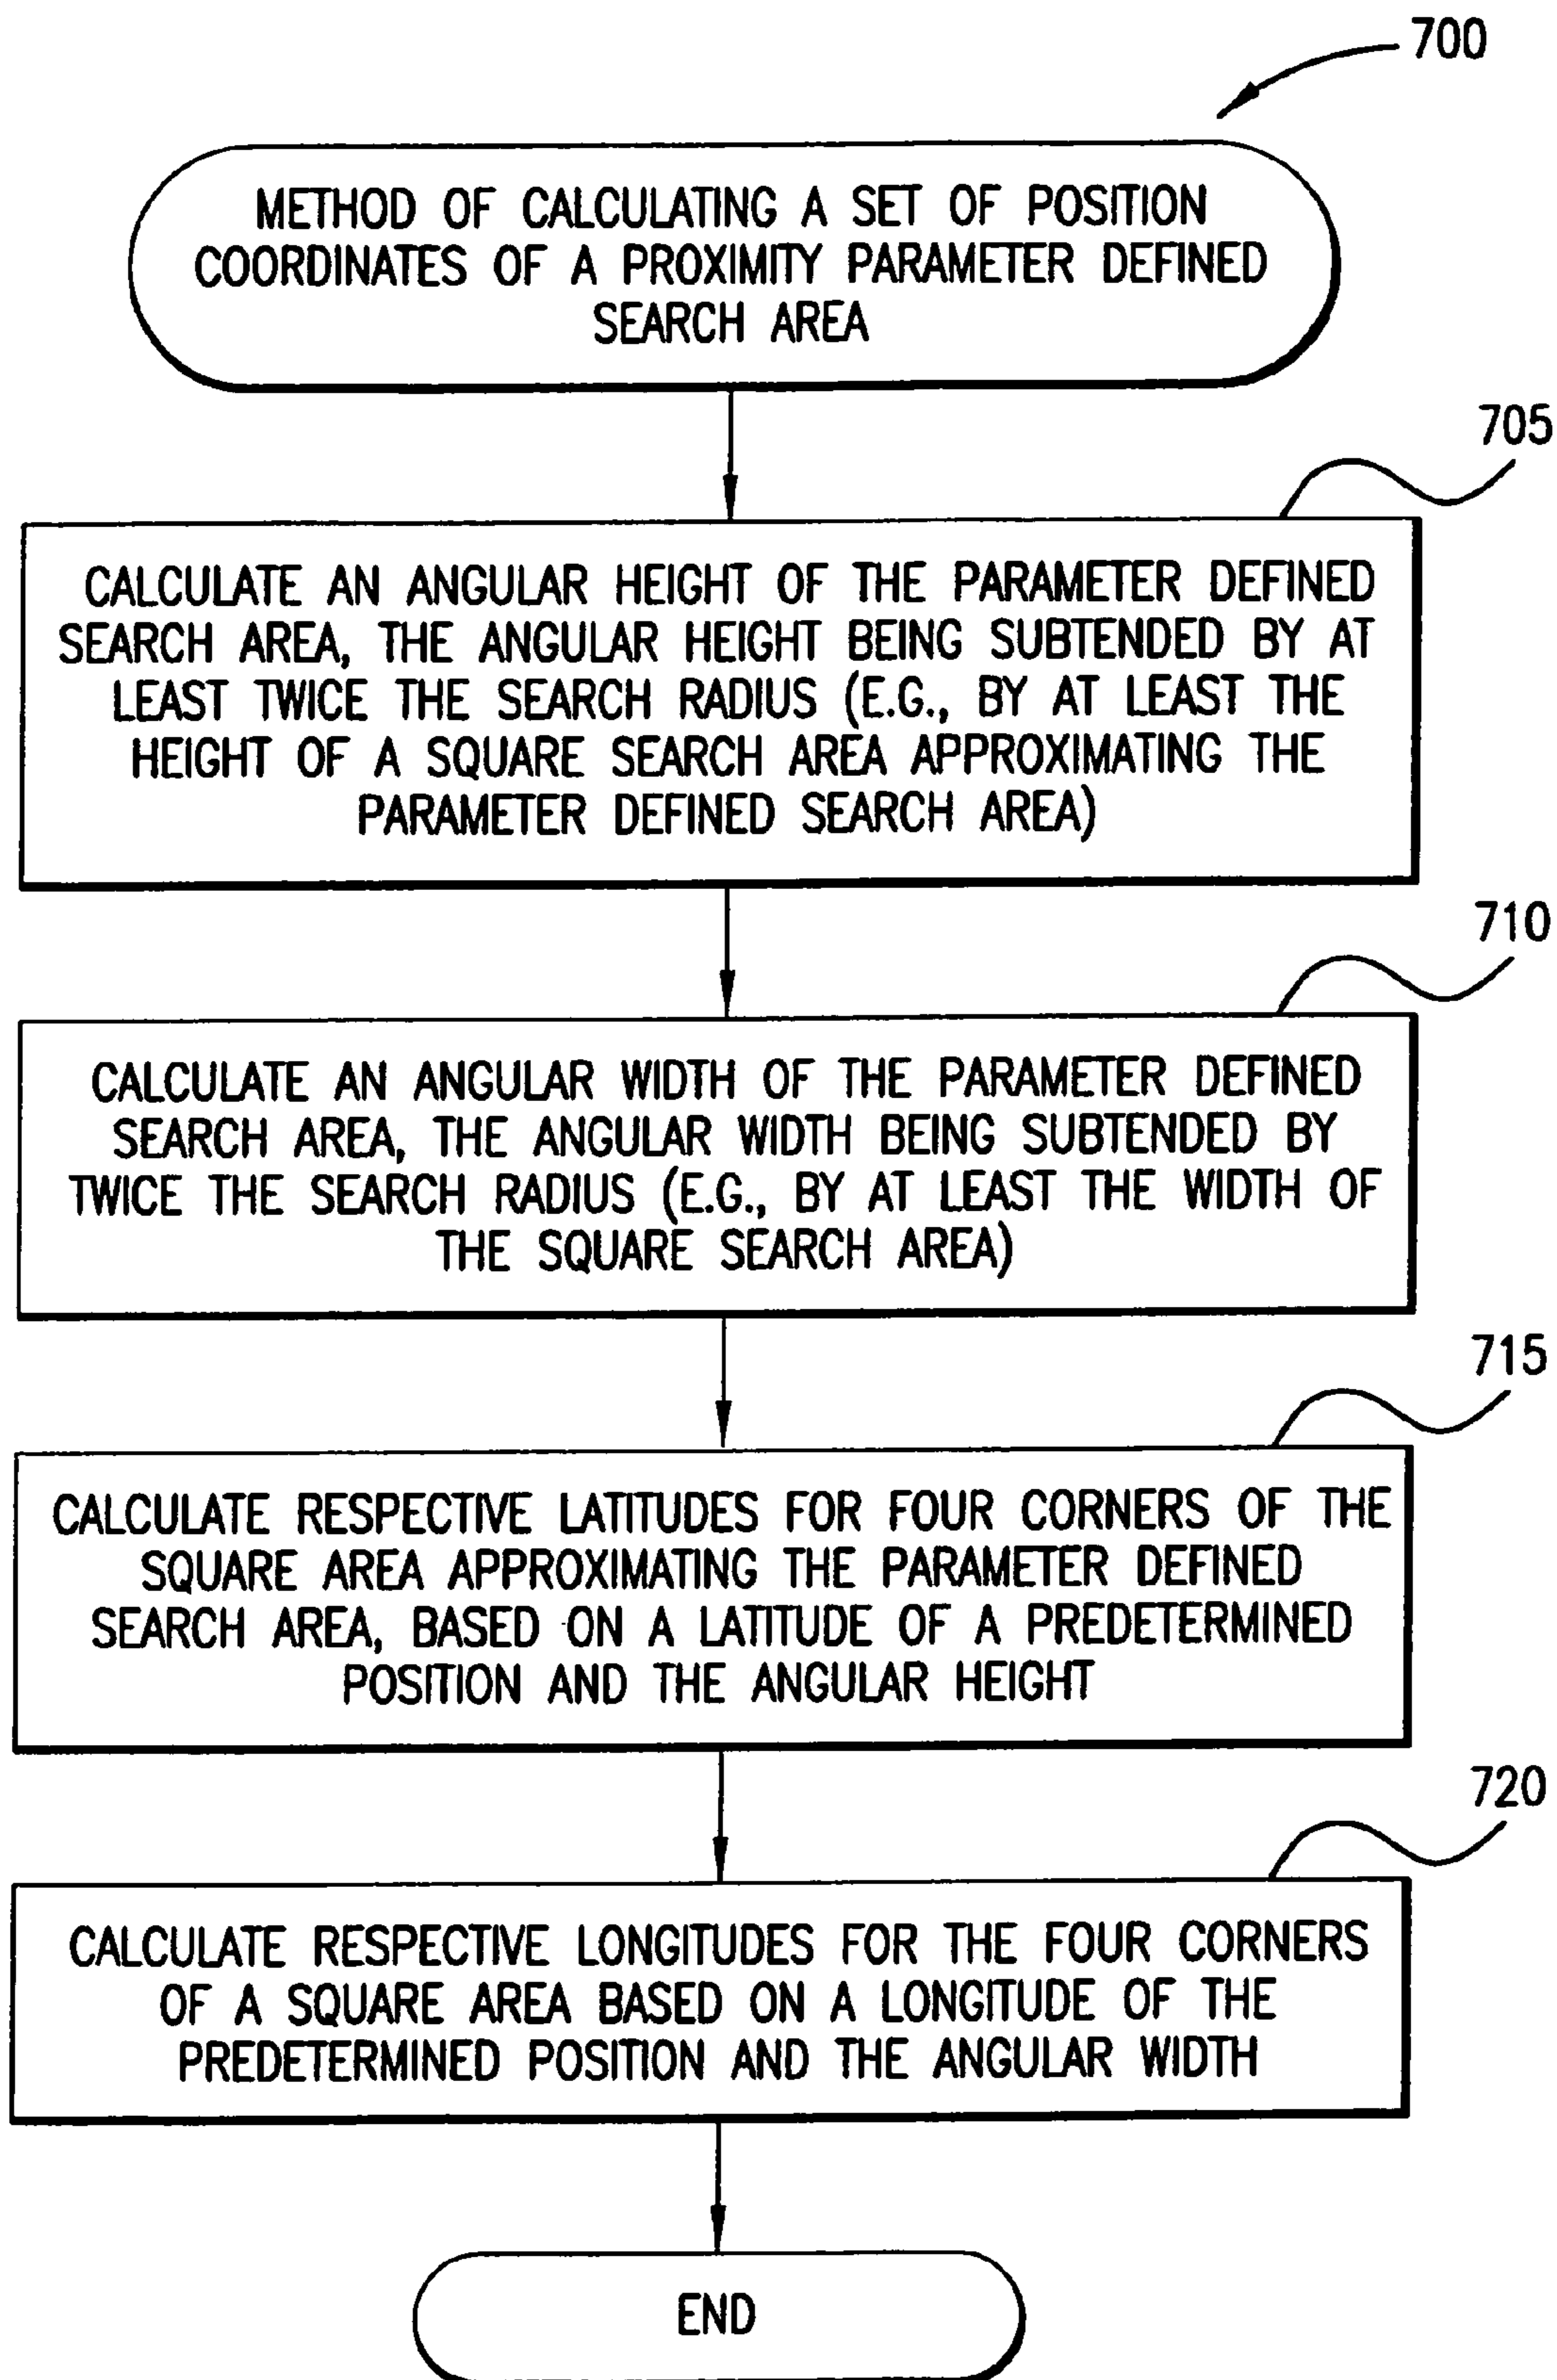 700
METHOD OF CALCULATING A SET OF POSITION
COORDINATES OF A PROXIMITY PARAMETER DEFINED
SEARCH AREA
705
CALCULATE AN ANGULAR HEIGHT OF THE PARAMETER DEFINED
SEARCH AREA, THE ANGULAR HEIGHT BEING SUBTENDED BY AT
LEAST TWICE THE SEARCH RADIUS (E.G., BY AT LEAST THE
HEIGHT OF A SQUARE SEARCH AREA APPROXIMATING THE
PARAMETER DEFINED SEARCH AREA)
710
CALCULATE AN ANGULAR WIDTH OF THE PARAMETER DEFINED
SEARCH AREA, THE ANGULAR WIDTH BEING SUBTENDED BY
TWICE THE SEARCH RADIUS (E.G., BY AT LEAST THE WIDTH OF
THE SQUARE SEARCH AREA)
715
CALCULATE RESPECTIVE LATITUDES FOR FOUR CORNERS OF THE
SQUARE AREA APPROXIMATING THE PARAMETER DEFINED
SEARCH AREA, BASED ON A LATITUDE OF A PREDETERMINED
POSITION AND THE ANGULAR HEIGHT
720
CALCULATE RESPECTIVE LONGITUDES FOR THE FOUR CORNERS
OF A SQUARE AREA BASED ON A LONGITUDE OF THE
PREDETERMINED POSITION AND THE ANGULAR WIDTH
END